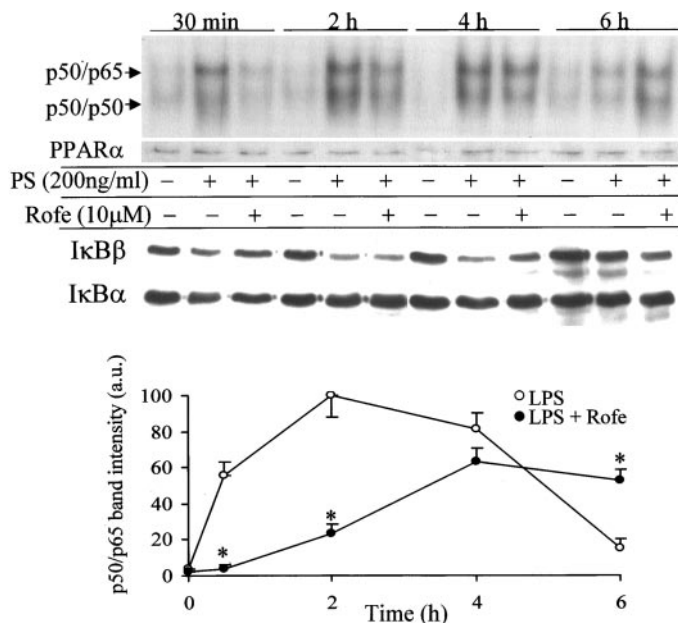 30 min 2 h 4 h 6 h
p50/p65
p50/p50
PPARα
PS (200ng/ml) – + + – + + – + + – + +
Rofe (10μM) – – + – – + – – + – – +
IκBβ
IκBα
100
80
60
40
20
0
p50/p65 band intensity (a.u.)
LPS
LPS + Rofe
* * *
0 2 4 6
Time (h)